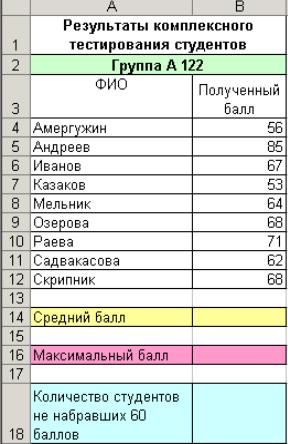 A B
1 Результаты комплексного
тестирования студентов
2 Группа А 122
3 ФИО Полученный
балл
4 Амергужин 56
5 Андреев 85
6 Иванов 67
7 Казаков 53
8 Мельник 64
9 Озерова 68
10 Раева 71
11 Садвакасова 62
12 Скрипник 68
13
14 Средний балл
15
16 Максимальный балл
17
Количество студентов
не набравших 60
18 баллов